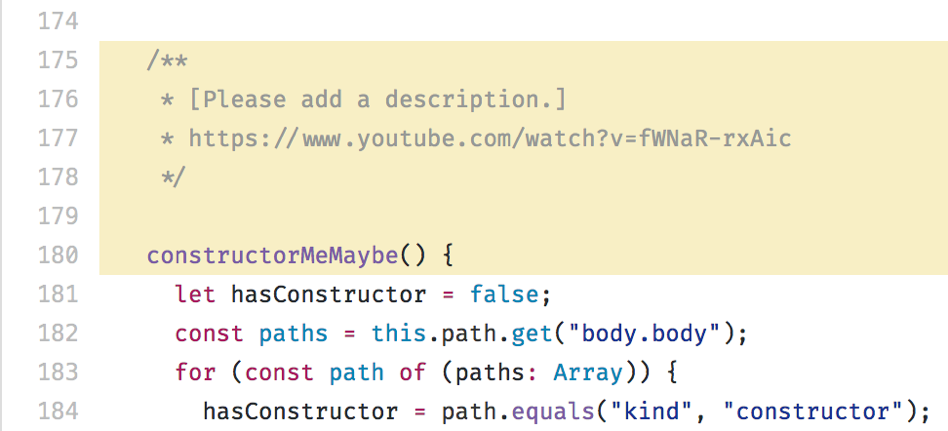 174
175 /**
176 * [Please add a description.]
177 * https://www.youtube.com/watch?v=fWNaR-rxAic
178 */
179
180 constructorMeMaybe() {
181 let hasConstructor = false;
182 const paths = this.path.get("body.body");
183 for (const path of (paths: Array)) {
184 hasConstructor = path.equals("kind", "constructor");